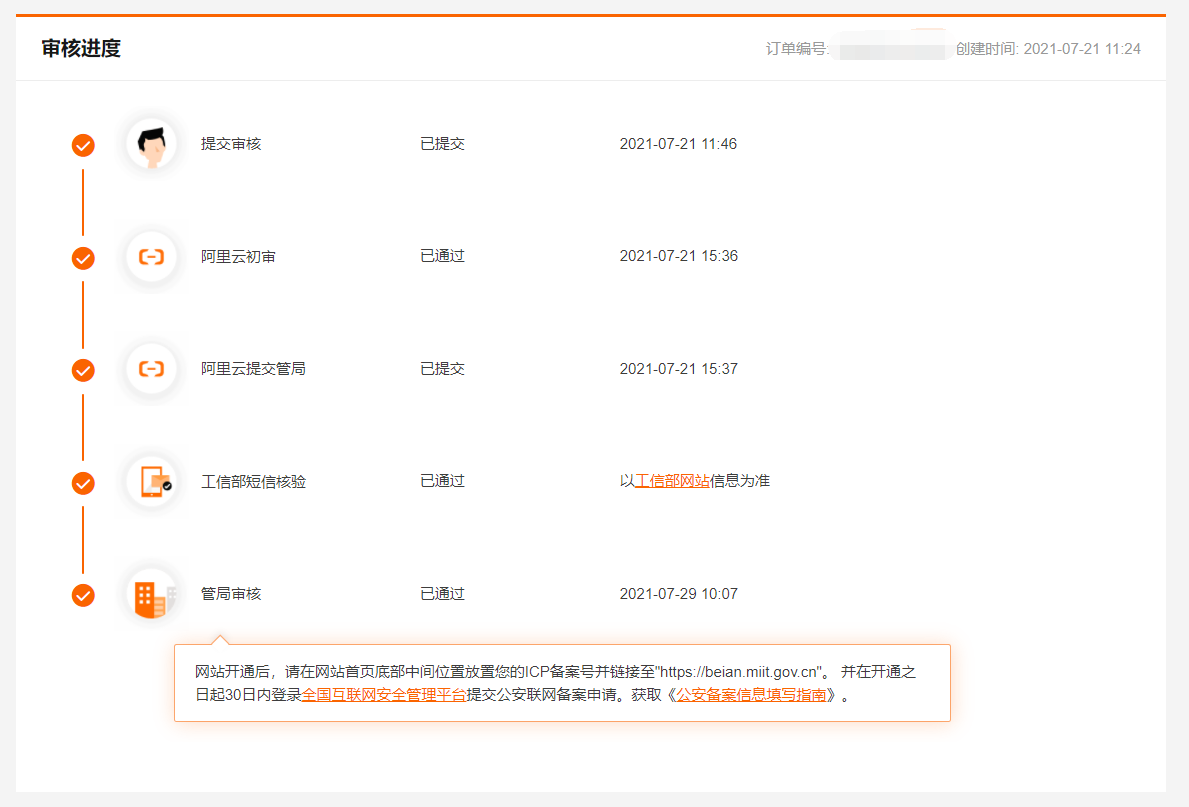 审核进度
订单编号: 创建时间: 2021-07-21 11:24
提交审核 已提交 2021-07-21 11:46
阿里云初审 已通过 2021-07-21 15:36
阿里云提交管局 已提交 2021-07-21 15:37
工信部短信核验 已通过 以工信部网站信息为准
管局审核 已通过 2021-07-29 10:07
网站开通后，请在网站首页底部中间位置放置您的ICP备案号并链接至"https://beian.miit.gov.cn"。 并在开通之
日起30日内登录全国互联网安全管理平台提交公安联网备案申请。获取《公安备案信息填写指南》。